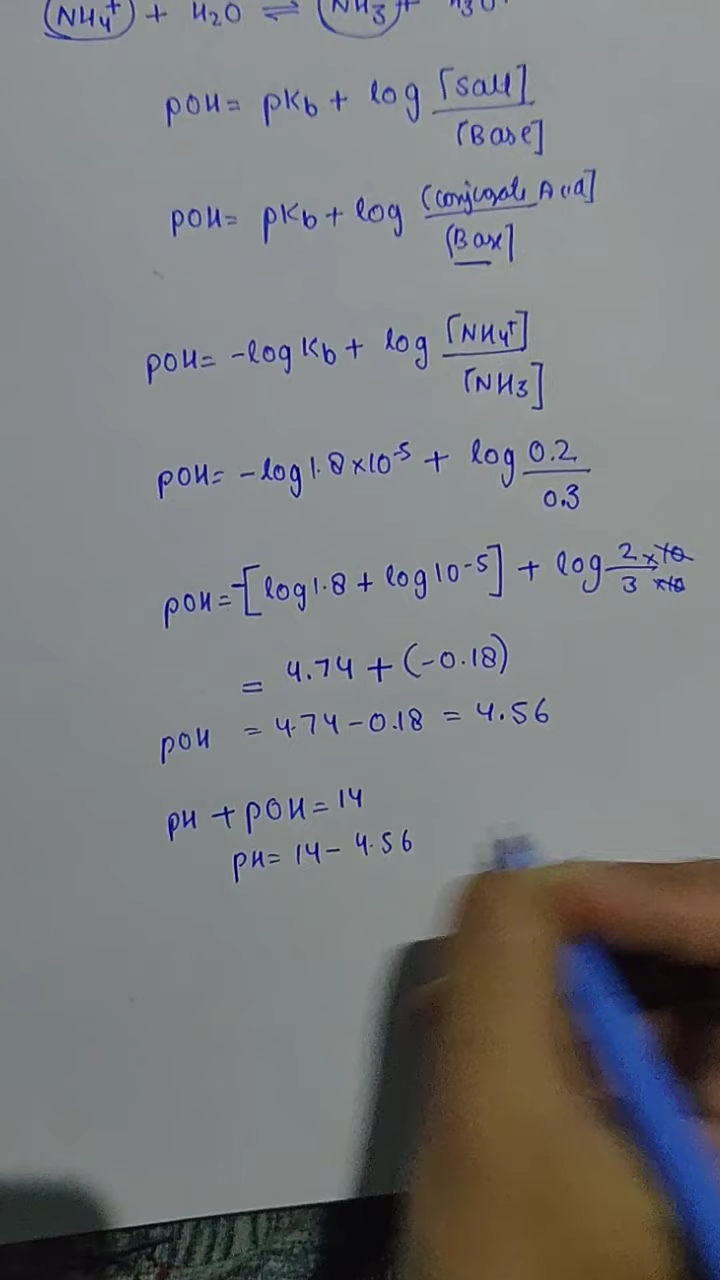 (NH₄⁺) + H₂O ⇌ (NH₃) + H₃O⁺
pOH = pKb + log [Salt] / [Base]
pOH = pKb + log [Conjugate Acid] / [Base]
pOH = -log Kb + log [NH₄⁺] / [NH₃]
pOH = -log 1.8×10⁻⁵ + log 0.2 / 0.3
pOH = -[log 1.8 + log 10⁻⁵] + log 2×10 / 3×10
= 4.74 + (-0.18)
pOH = 4.74 - 0.18 = 4.56
pH + pOH = 14
pH = 14 - 4.56